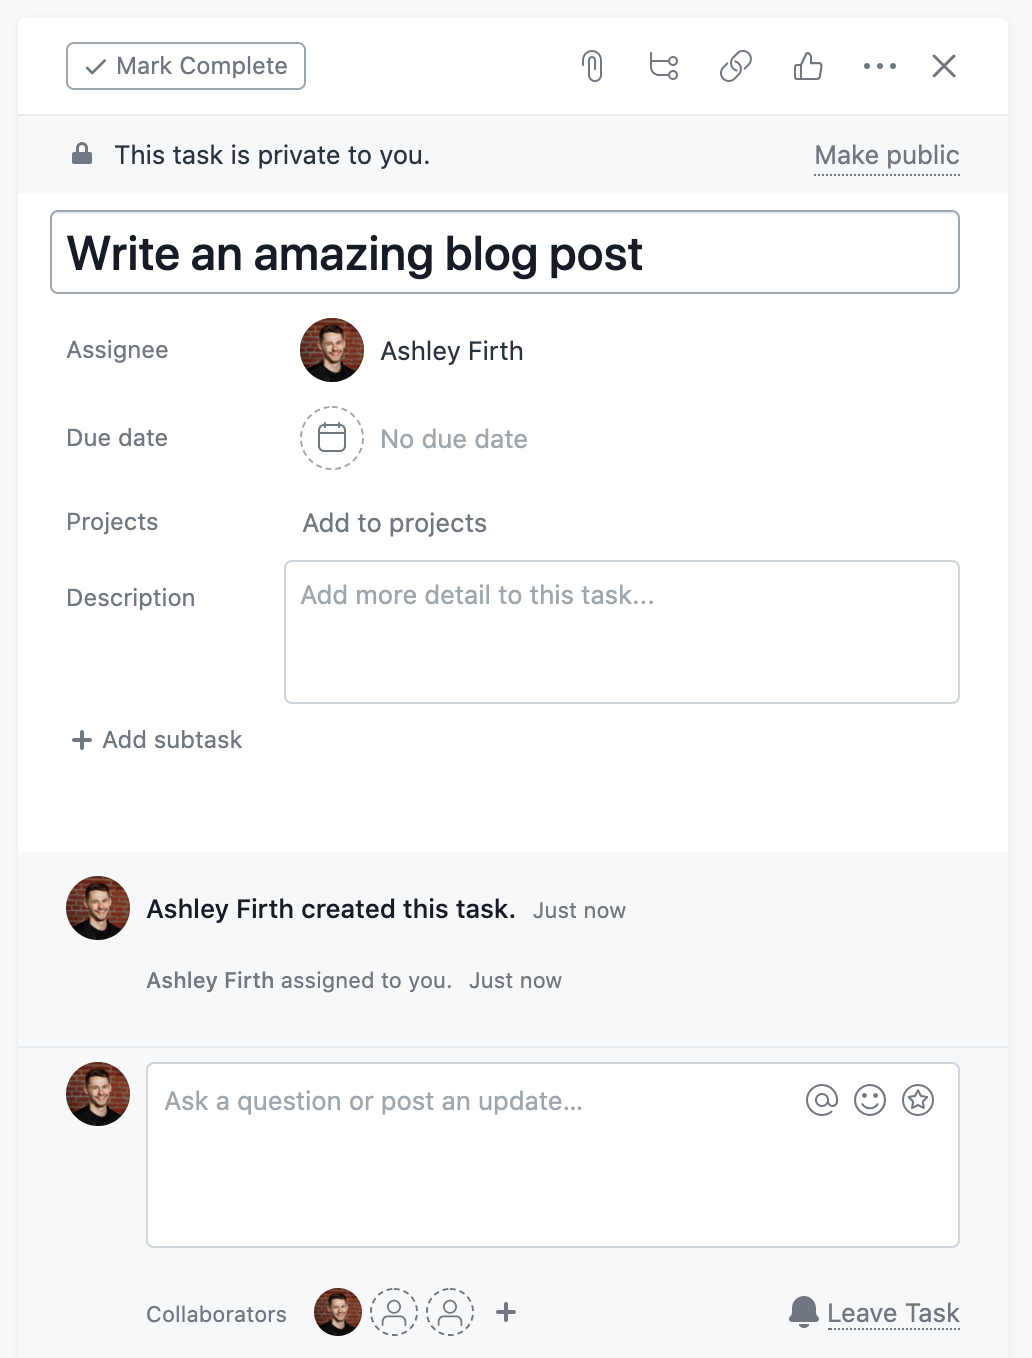 Mark Complete
This task is private to you.
Make public
Write an amazing blog post
Assignee
Ashley Firth
Due date
No due date
Projects
Add to projects
Description
Add more detail to this task...
+ Add subtask
Ashley Firth created this task. Just now
Ashley Firth assigned to you. Just now
Ask a question or post an update...
Collaborators
Leave Task